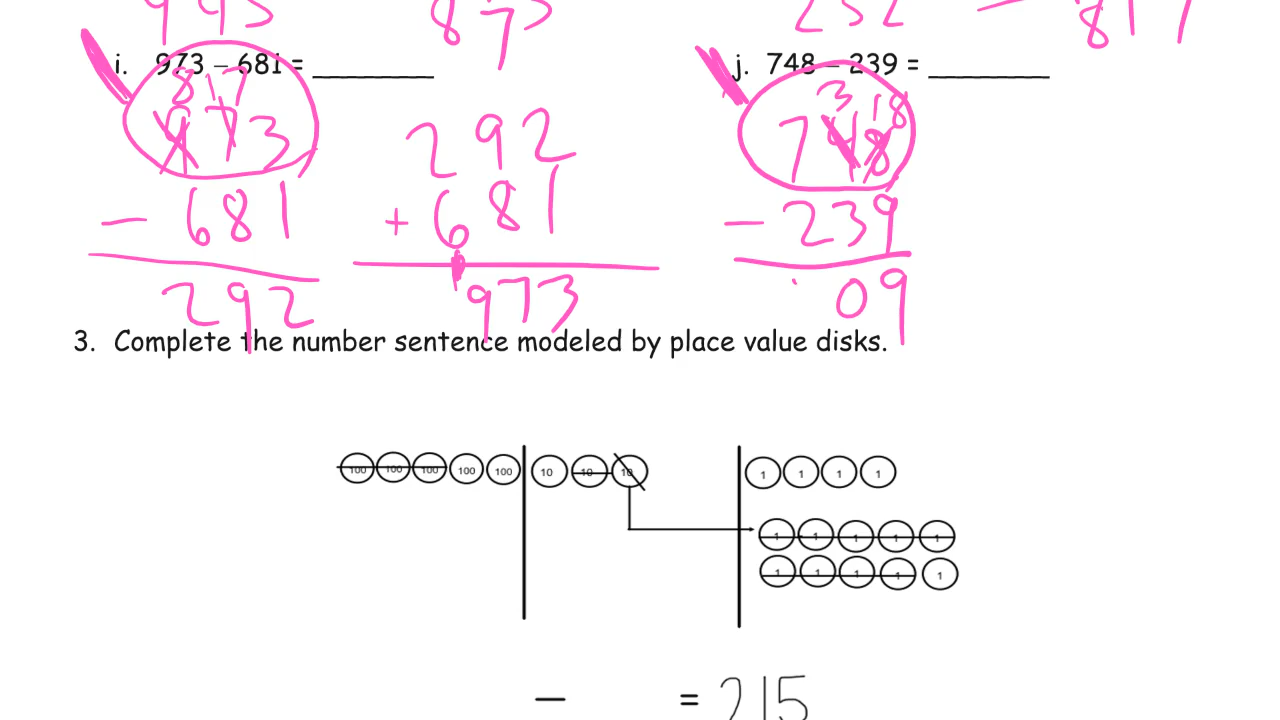 i. 973 – 681 = ________
j. 748 – 239 = ________
8 17
973
– 681
292
292
+ 681
973
3 18
748
– 239
09
3. Complete the number sentence modeled by place value disks.
100 100 100 100 100 10 10 10 1 1 1 1
1 1 1 1 1
1 1 1 1 1
– = 215